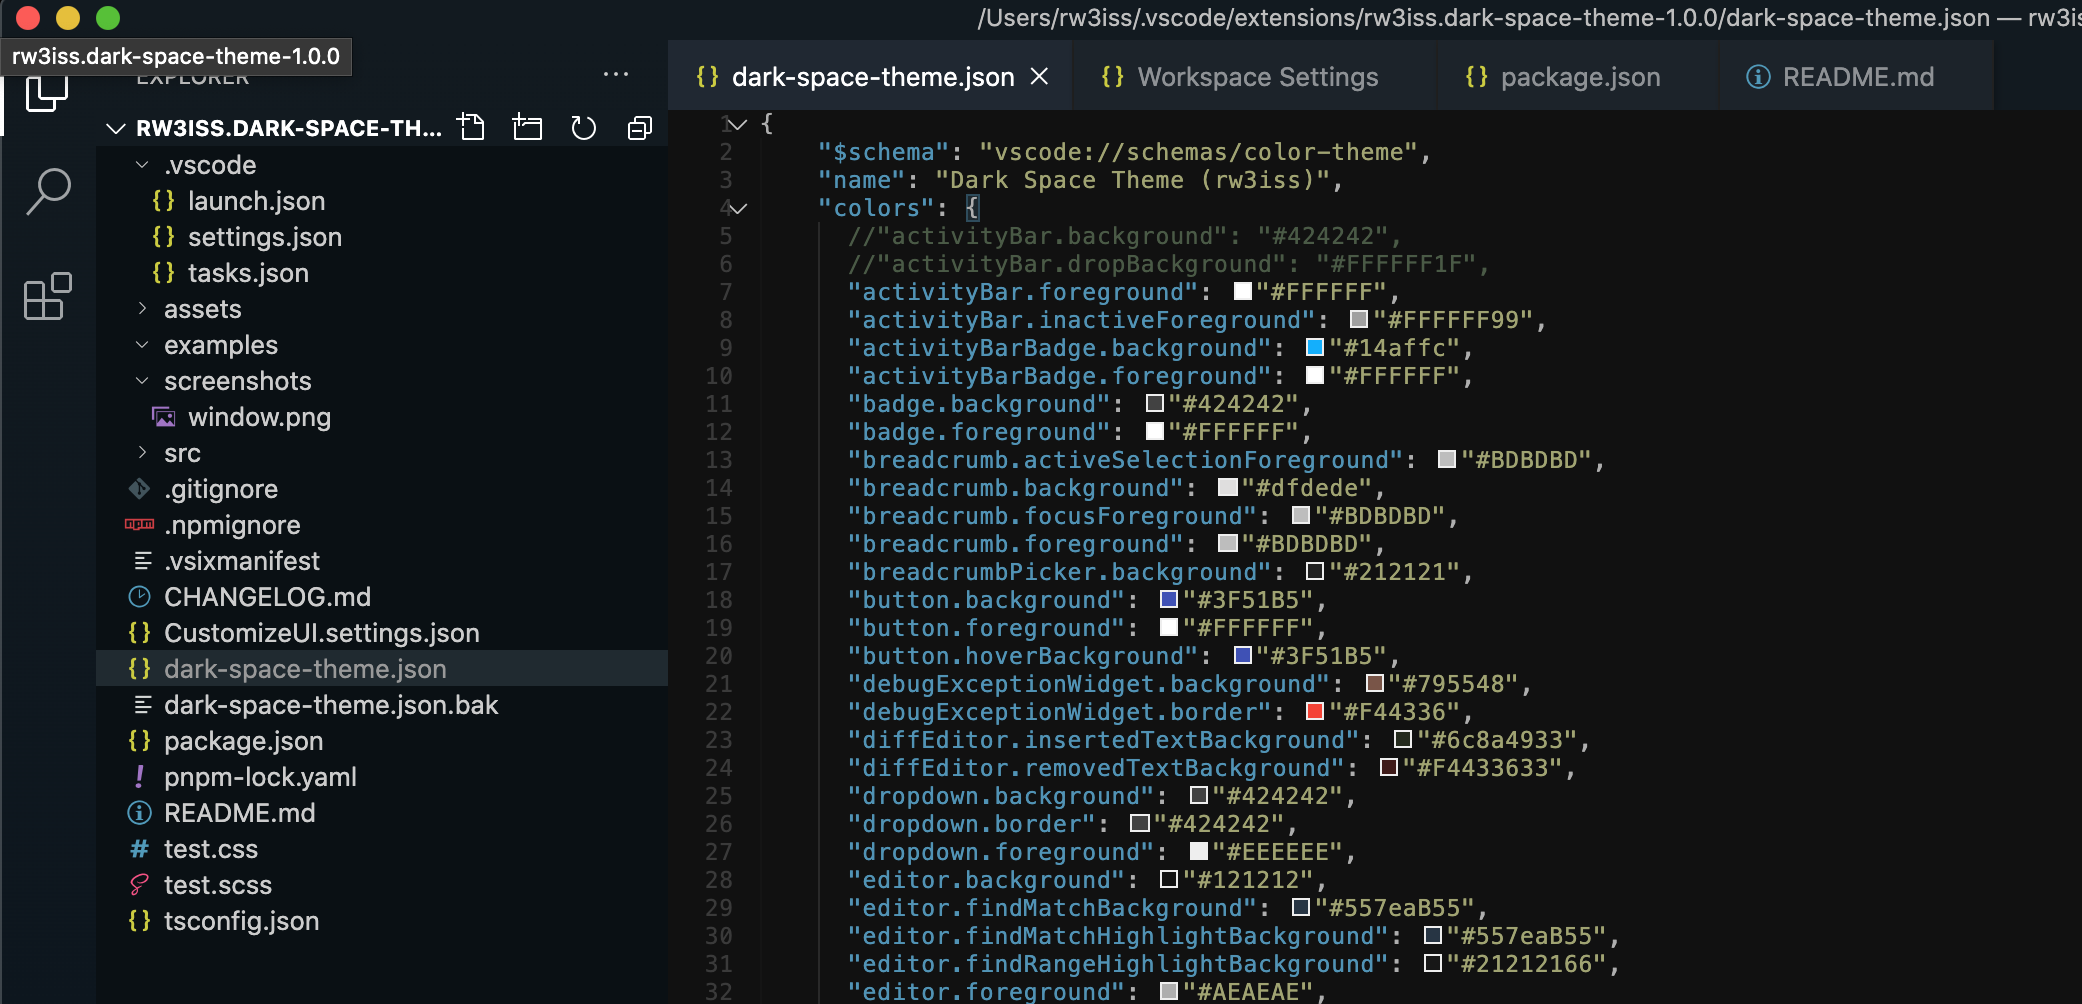 /Users/rw3iss/.vscode/extensions/rw3iss.dark-space-theme-1.0.0/dark-space-theme.json — rw3is
rw3iss.dark-space-theme-1.0.0
EXPLORER
RW3ISS.DARK-SPACE-TH...
.vscode
launch.json
settings.json
tasks.json
assets
examples
screenshots
window.png
src
.gitignore
.npmignore
.vsixmanifest
CHANGELOG.md
CustomizeUI.settings.json
dark-space-theme.json
dark-space-theme.json.bak
package.json
pnpm-lock.yaml
README.md
test.css
test.scss
tsconfig.json
dark-space-theme.json Workspace Settings package.json README.md
1 {
2 "$schema": "vscode://schemas/color-theme",
3 "name": "Dark Space Theme (rw3iss)",
4 "colors": {
5 //"activityBar.background": "#424242",
6 //"activityBar.dropBackground": "#FFFFFF1F",
7 "activityBar.foreground": "#FFFFFF",
8 "activityBar.inactiveForeground": "#FFFFFF99",
9 "activityBarBadge.background": "#14affc",
10 "activityBarBadge.foreground": "#FFFFFF",
11 "badge.background": "#424242",
12 "badge.foreground": "#FFFFFF",
13 "breadcrumb.activeSelectionForeground": "#BDBDBD",
14 "breadcrumb.background": "#dfdede",
15 "breadcrumb.focusForeground": "#BDBDBD",
16 "breadcrumb.foreground": "#BDBDBD",
17 "breadcrumbPicker.background": "#212121",
18 "button.background": "#3F51B5",
19 "button.foreground": "#FFFFFF",
20 "button.hoverBackground": "#3F51B5",
21 "debugExceptionWidget.background": "#795548",
22 "debugExceptionWidget.border": "#F44336",
23 "diffEditor.insertedTextBackground": "#6c8a4933",
24 "diffEditor.removedTextBackground": "#F4433633",
25 "dropdown.background": "#424242",
26 "dropdown.border": "#424242",
27 "dropdown.foreground": "#EEEEEE",
28 "editor.background": "#121212",
29 "editor.findMatchBackground": "#557eaB55",
30 "editor.findMatchHighlightBackground": "#557eaB55",
31 "editor.findRangeHighlightBackground": "#21212166",
32 "editor.foreground": "#AEAEAE",